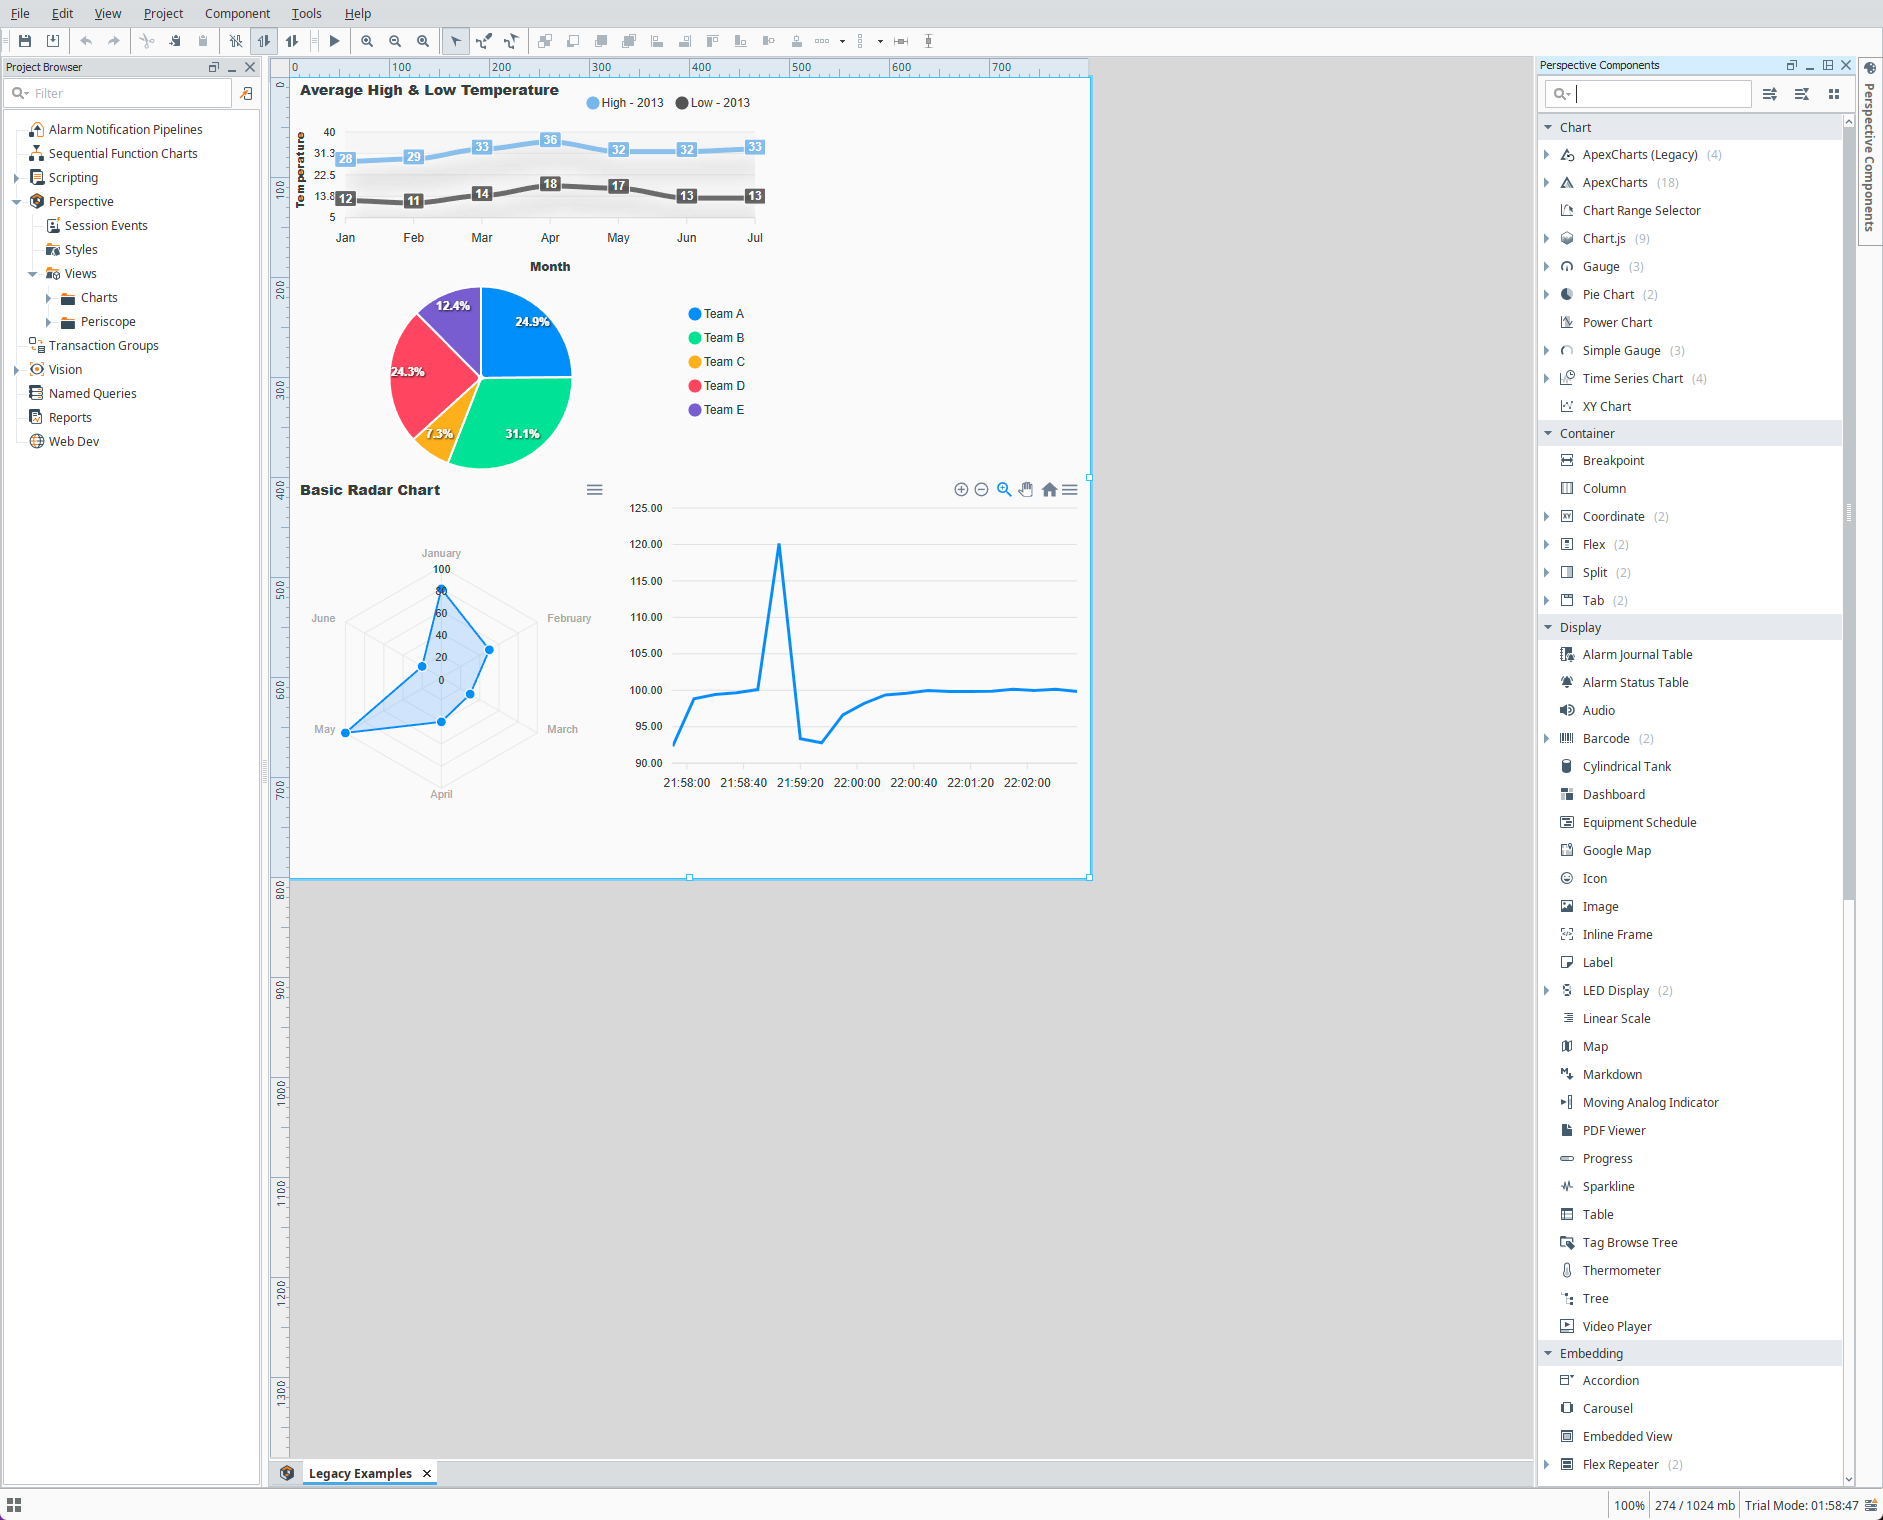 File Edit View Project Component Tools Help
Project Browser
Filter
Alarm Notification Pipelines
Sequential Function Charts
Scripting
Perspective
Session Events
Styles
Views
Charts
Periscope
Transaction Groups
Vision
Named Queries
Reports
Web Dev
0 100 200 300 400 500 600 700
0
100
200
300
400
500
600
700
800
900
1000
1100
1200
1300
Average High & Low Temperature
High - 2013 Low - 2013
Temperature
40
31.3
22.5
13.8
5
28 29 33 36 32 32 33
12 11 14 18 17 13 13
Jan Feb Mar Apr May Jun Jul
Month
12.4%
24.9%
24.3%
7.3%
31.1%
Team A
Team B
Team C
Team D
Team E
Basic Radar Chart
January
100
80
60
40
20
0
June
February
May
March
April
125.00
120.00
115.00
110.00
105.00
100.00
95.00
90.00
21:58:00 21:58:40 21:59:20 22:00:00 22:00:40 22:01:20 22:02:00
Legacy Examples
Perspective Components
Chart
ApexCharts (Legacy) (4)
ApexCharts (18)
Chart Range Selector
Chart.js (9)
Gauge (3)
Pie Chart (2)
Power Chart
Simple Gauge (3)
Time Series Chart (4)
XY Chart
Container
Breakpoint
Column
Coordinate (2)
Flex (2)
Split (2)
Tab (2)
Display
Alarm Journal Table
Alarm Status Table
Audio
Barcode (2)
Cylindrical Tank
Dashboard
Equipment Schedule
Google Map
Icon
Image
Inline Frame
Label
LED Display (2)
Linear Scale
Map
Markdown
Moving Analog Indicator
PDF Viewer
Progress
Sparkline
Table
Tag Browse Tree
Thermometer
Tree
Video Player
Embedding
Accordion
Carousel
Embedded View
Flex Repeater (2)
Perspective Components
100% 274 / 1024 mb Trial Mode: 01:58:47